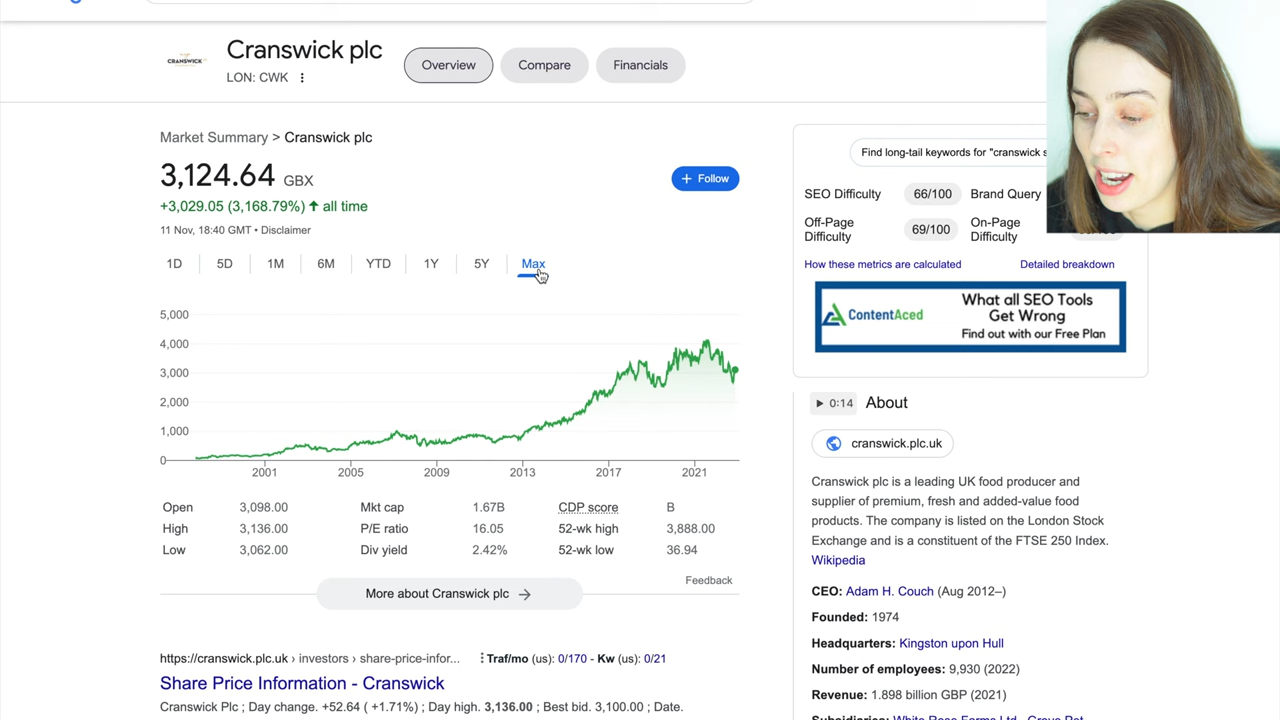 Cranswick plc
CRANSWICK
LON: CWK
Overview
Compare
Financials
Market Summary > Cranswick plc
3,124.64 GBX
+ Follow
+3,029.05 (3,168.79%) ↑ all time
11 Nov, 18:40 GMT • Disclaimer
1D 5D 1M 6M YTD 1Y 5Y Max
5,000
4,000
3,000
2,000
1,000
0
2001 2005 2009 2013 2017 2021
Open 3,098.00 Mkt cap 1.67B CDP score B
High 3,136.00 P/E ratio 16.05 52-wk high 3,888.00
Low 3,062.00 Div yield 2.42% 52-wk low 36.94
Feedback
More about Cranswick plc →
https://cranswick.plc.uk › investors › share-price-infor...
Traf/mo (us): 0/170 - Kw (us): 0/21
Share Price Information - Cranswick
Cranswick Plc ; Day change. +52.64 ( +1.71%) ; Day high. 3,136.00 ; Best bid. 3,100.00 ; Date.
Find long-tail keywords for "cranswick s
SEO Difficulty 66/100 Brand Query
Off-Page Difficulty 69/100 On-Page Difficulty
How these metrics are calculated Detailed breakdown
ContentAced
What all SEO Tools
Get Wrong
Find out with our Free Plan
0:14 About
cranswick.plc.uk
Cranswick plc is a leading UK food producer and
supplier of premium, fresh and added-value food
products. The company is listed on the London Stock
Exchange and is a constituent of the FTSE 250 Index.
Wikipedia
CEO: Adam H. Couch (Aug 2012–)
Founded: 1974
Headquarters: Kingston upon Hull
Number of employees: 9,930 (2022)
Revenue: 1.898 billion GBP (2021)
Subsidiaries: White Rose Farms Ltd., Grove Pet